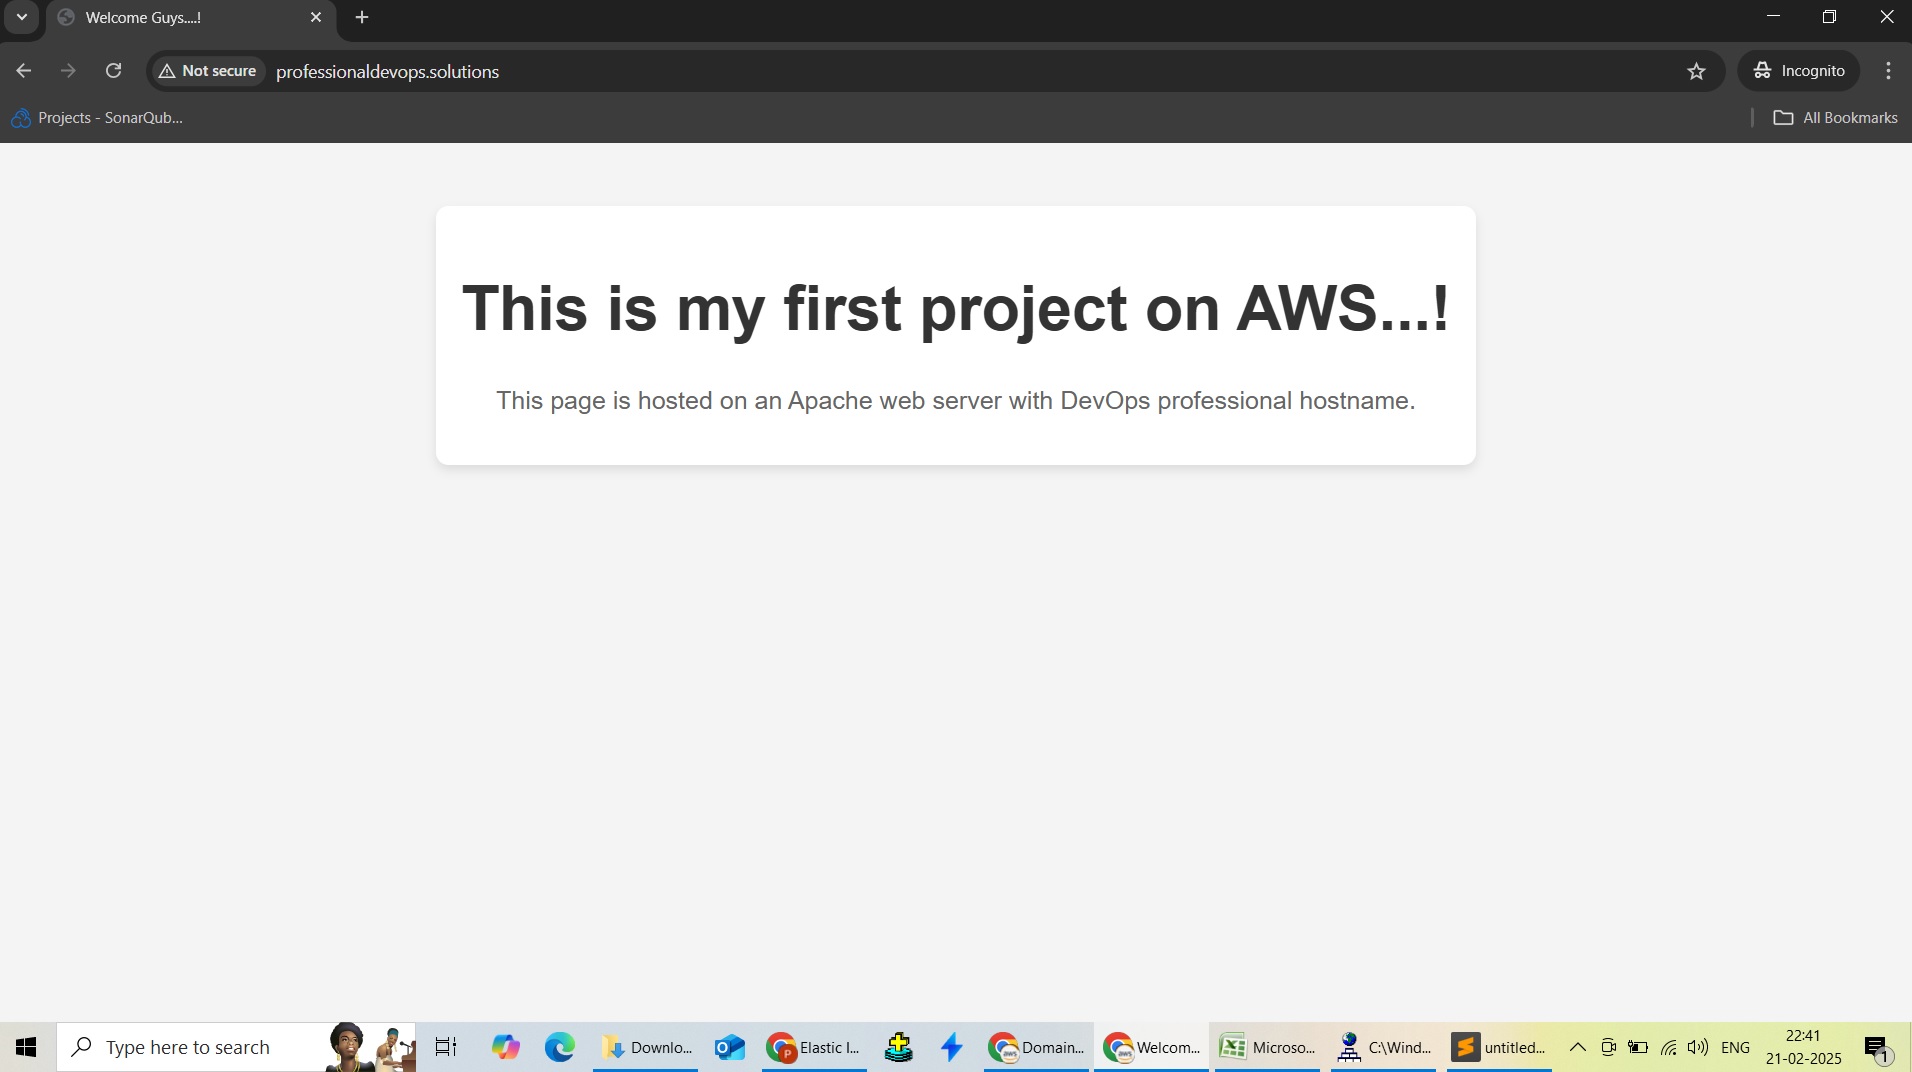 Welcome Guys....!
Not secure
professionaldevops.solutions
Incognito
Projects - SonarQub...
All Bookmarks
This is my first project on AWS...!
This page is hosted on an Apache web server with DevOps professional hostname.
Type here to search
Downlo...
P
Elastic I...
aws
Domain...
aws
Welcom...
Microso...
C:\Wind...
untitled...
ENG
22:41
21-02-2025
1